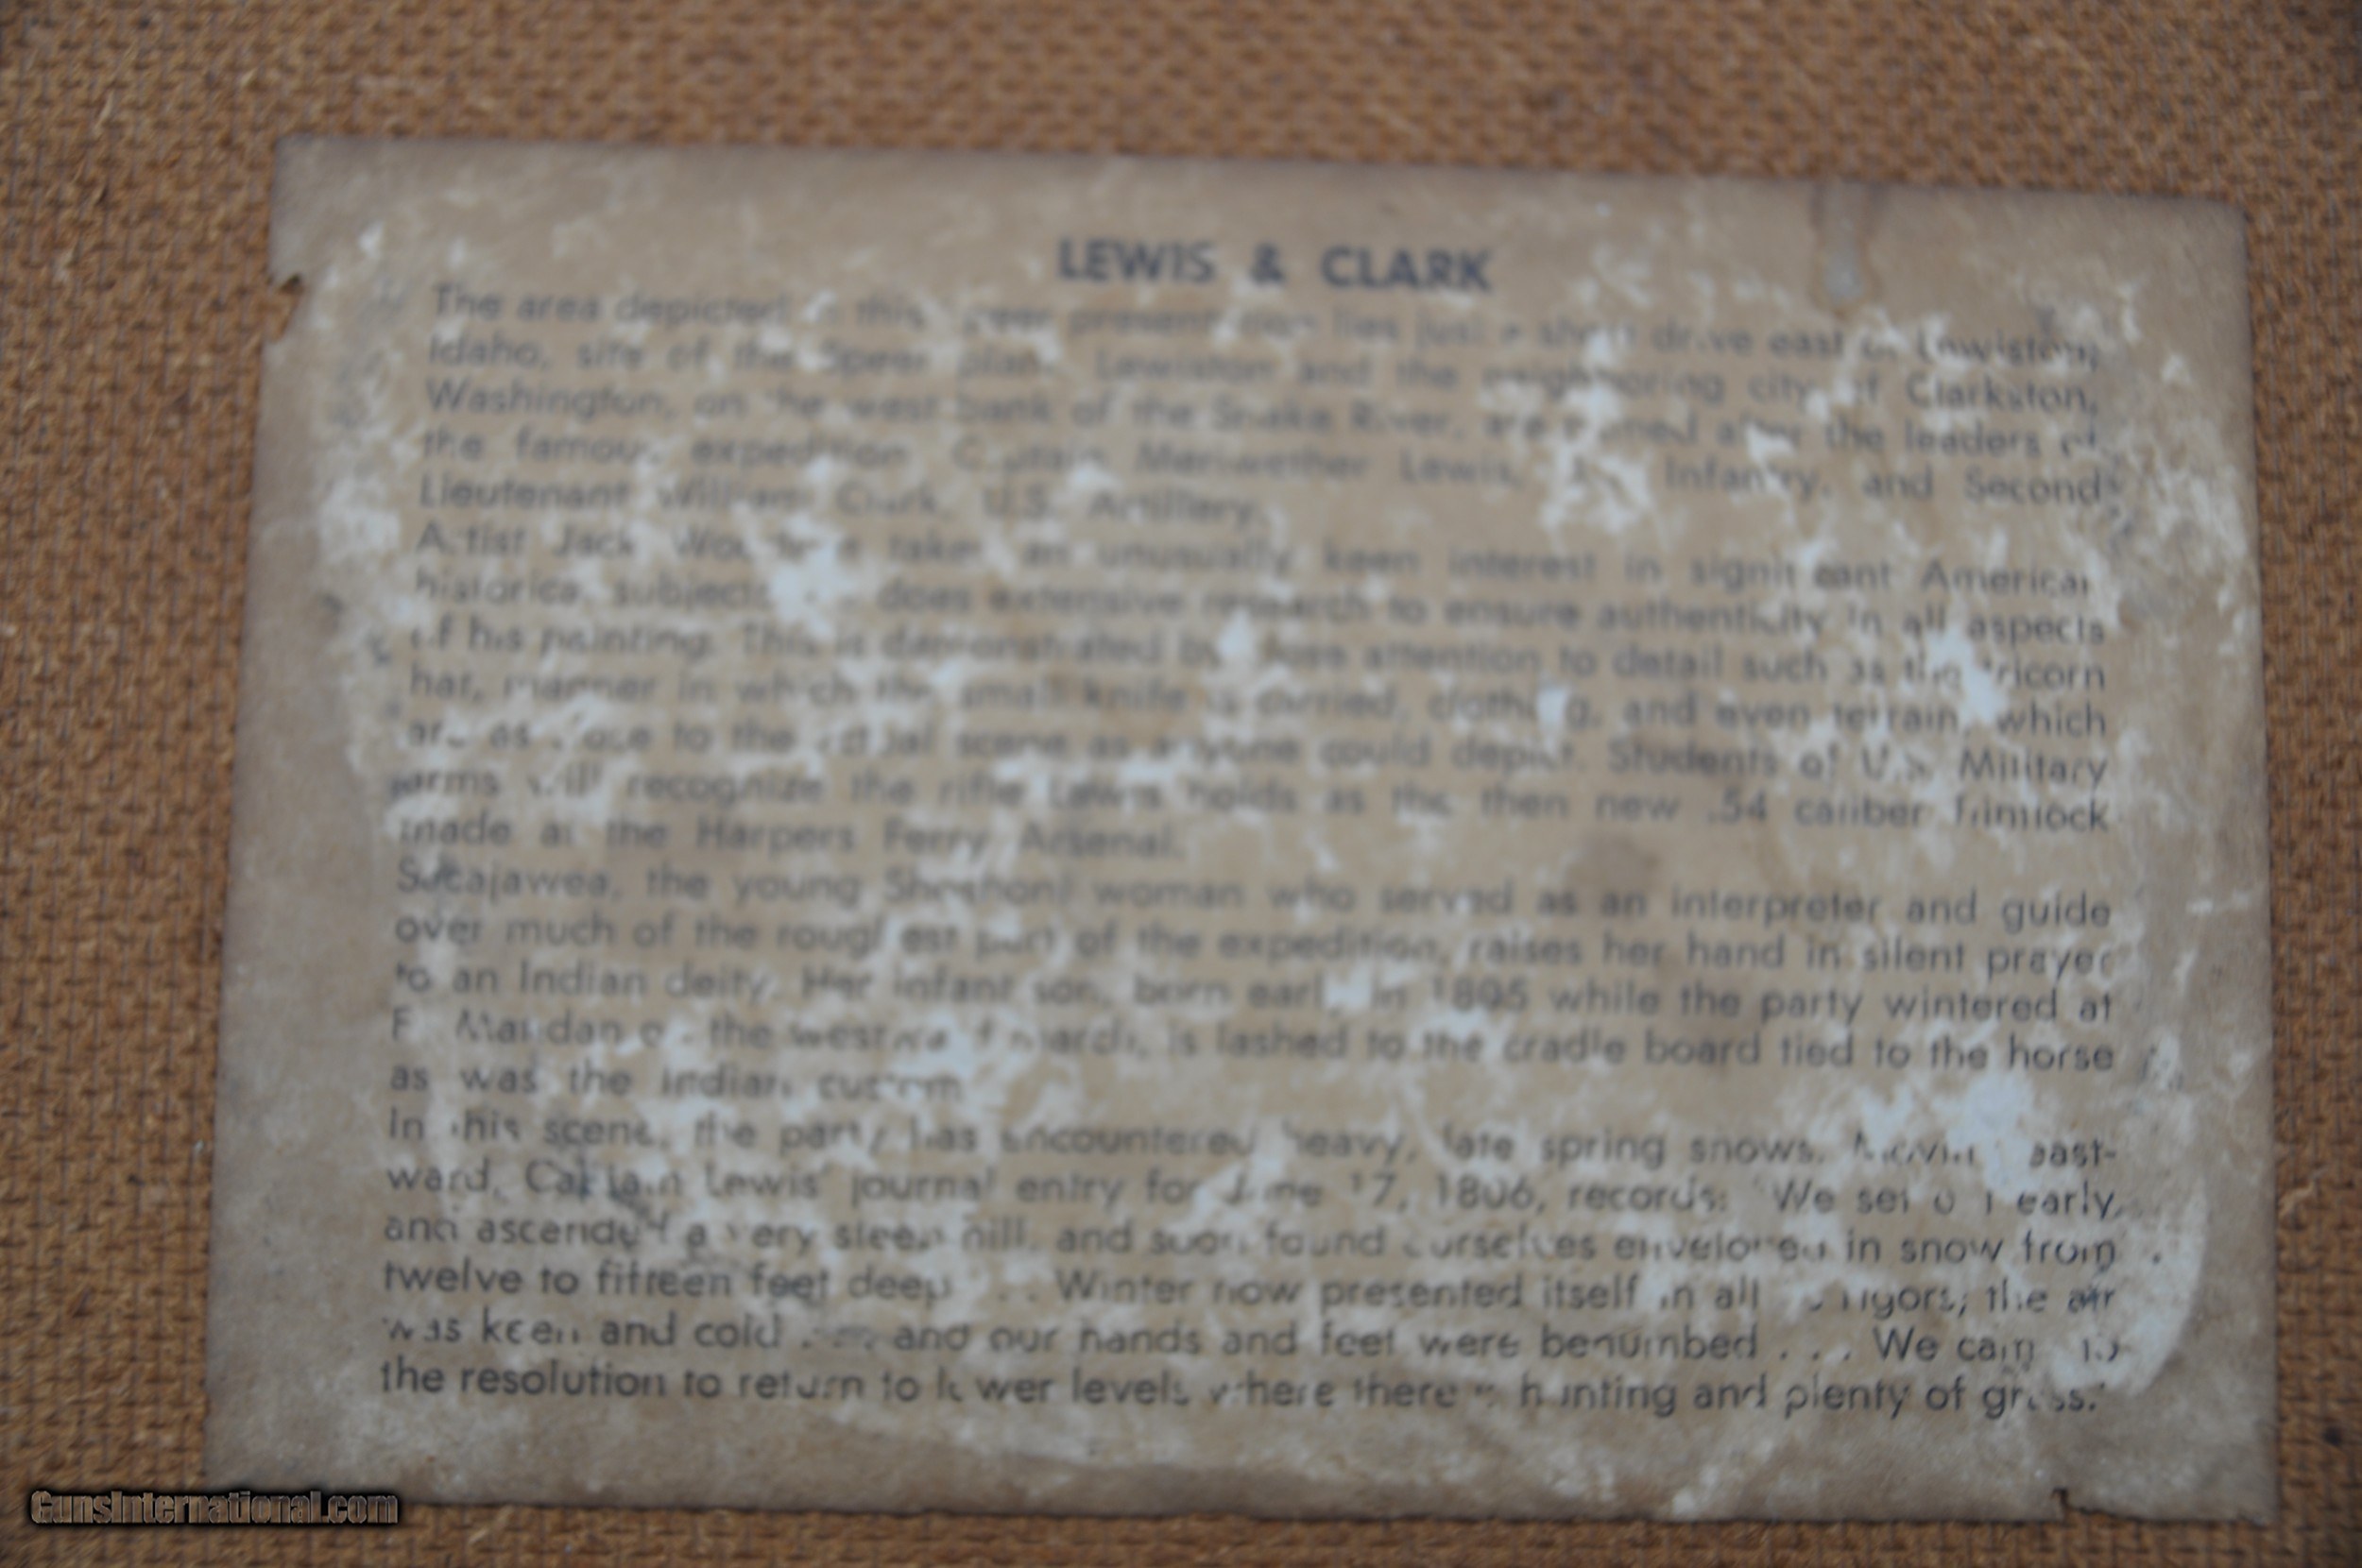 LEWIS & CLARK
The area depicted this presentation lies just a short drive east of Lewiston,
Idaho, site of the Speer plant. Lewiston and the neighboring city of Clarkston,
Washington, on the west bank of the Snake River, are named after the leaders of
the famous expedition Captain Meriwether Lewis, Infantry, and Second
Lieutenant William Clark, U.S. Artillery.
Artist Jack takes an unusually keen interest in significant American
historical subjects does extensive research to ensure authenticity in all aspects
of his painting. This is demonstrated by attention to detail such as the tricorn
hat, manner in which the small knife is carried, clothing, and even terrain, which
are as close to the actual scene as anyone could depict. Students of U.S. Military
arms will recognize the rifle Lewis holds as the then new .54 caliber flintlock
made at the Harpers Ferry Arsenal.
Sacajawea, the young Shoshoni woman who served as an interpreter and guide
over much of the roughest part of the expedition, raises her hand in silent prayer
to an Indian deity. Her infant son, born early in 1805 while the party wintered at
Mandan on the westward march, is lashed to the cradle board tied to the horse
as was the Indian custom
In this scene, the party has encountered heavy, late spring snows. Moving east-
ward, Captain Lewis' journal entry for June 17, 1806, records: "We set out early,
and ascended a very steep hill, and soon found ourselves enveloped in snow from
twelve to fifteen feet deep . . . Winter now presented itself in all rigors; the air
was keen and cold and our hands and feet were benumbed . . . We came to
the resolution to return to lower levels where there hunting and plenty of grass."
GunsInternational.com